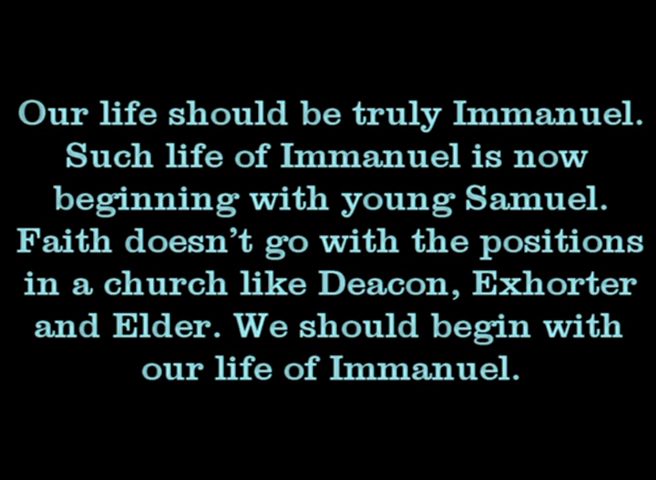 Our life should be truly Immanuel.
Such life of Immanuel is now
beginning with young Samuel.
Faith doesn’t go with the positions
in a church like Deacon, Exhorter
and Elder. We should begin with
our life of Immanuel.